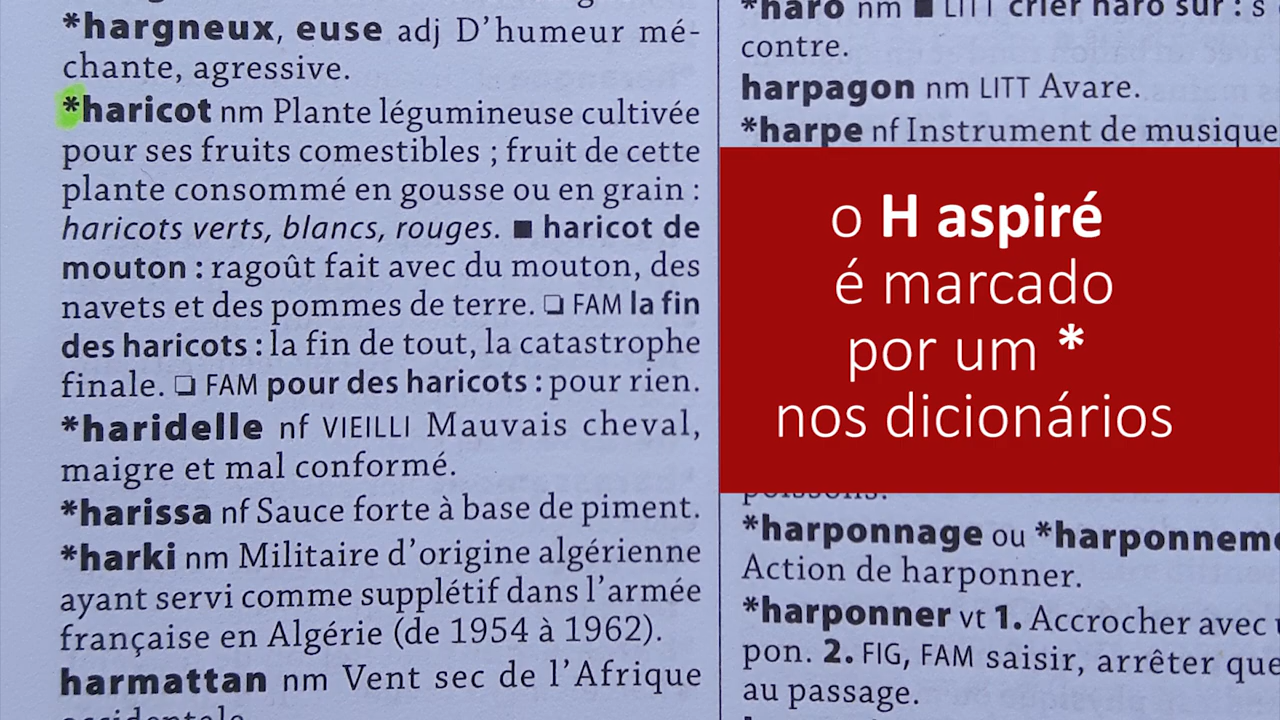 *hargneux, euse adj D'humeur mé-
chante, agressive.
*haricot nm Plante légumineuse cultivée
pour ses fruits comestibles ; fruit de cette
plante consommé en gousse ou en grain :
haricots verts, blancs, rouges. ■ haricot de
mouton : ragoût fait avec du mouton, des
navets et des pommes de terre. ❏ FAM la fin
des haricots : la fin de tout, la catastrophe
finale. ❏ FAM pour des haricots : pour rien.
*haridelle nf VIEILLI Mauvais cheval,
maigre et mal conformé.
*harissa nf Sauce forte à base de piment.
*harki nm Militaire d'origine algérienne
ayant servi comme supplétif dans l'armée
française en Algérie (de 1954 à 1962).
harmattan nm Vent sec de l'Afrique
occidentale.
*haro nm ■ LITT crier haro sur : s
contre.
harpagon nm LITT Avare.
*harpe nf Instrument de musique
o H aspiré
é marcado
por um *
nos dicionários
poissons.
*harponnage ou *harponneme
Action de harponner.
*harponner vt 1. Accrocher avec
pon. 2. FIG, FAM saisir, arrêter que
au passage.